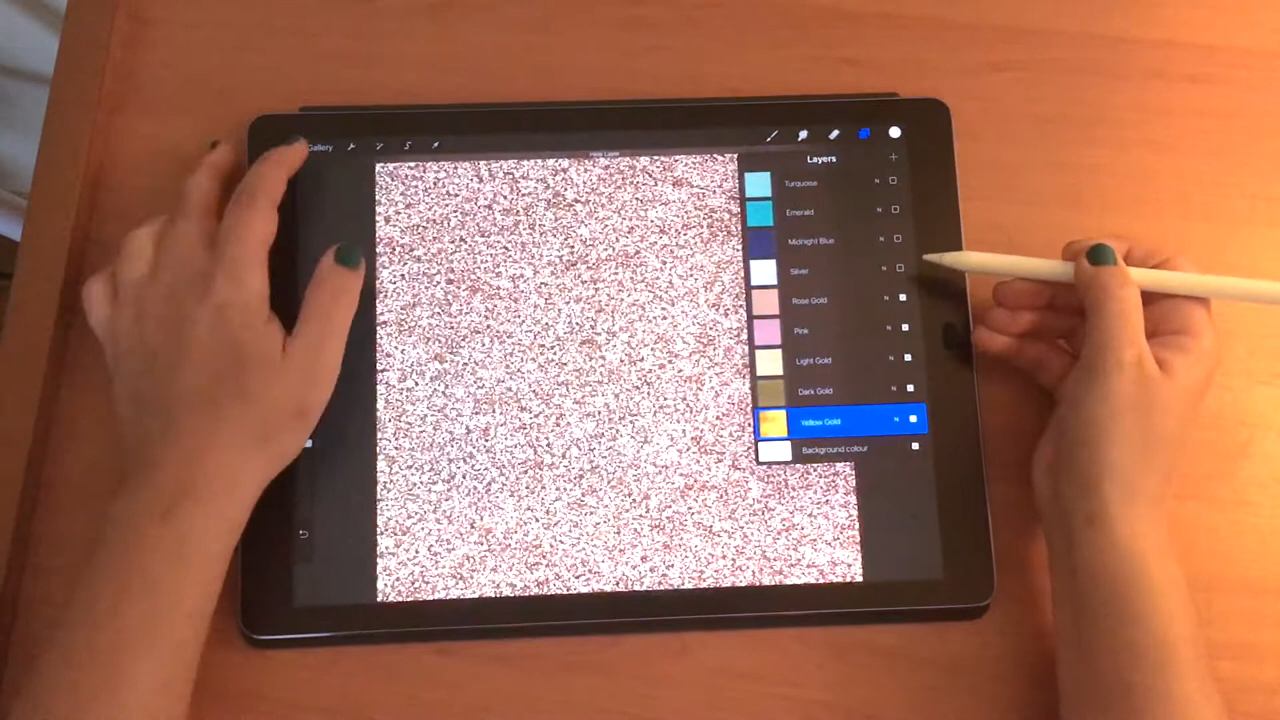 Gallery
Layers
Turquoise N
Emerald N
Midnight Blue N
Silver N
Rose Gold N
Pink N
Light Gold N
Dark Gold N
Yellow Gold N
Background colour